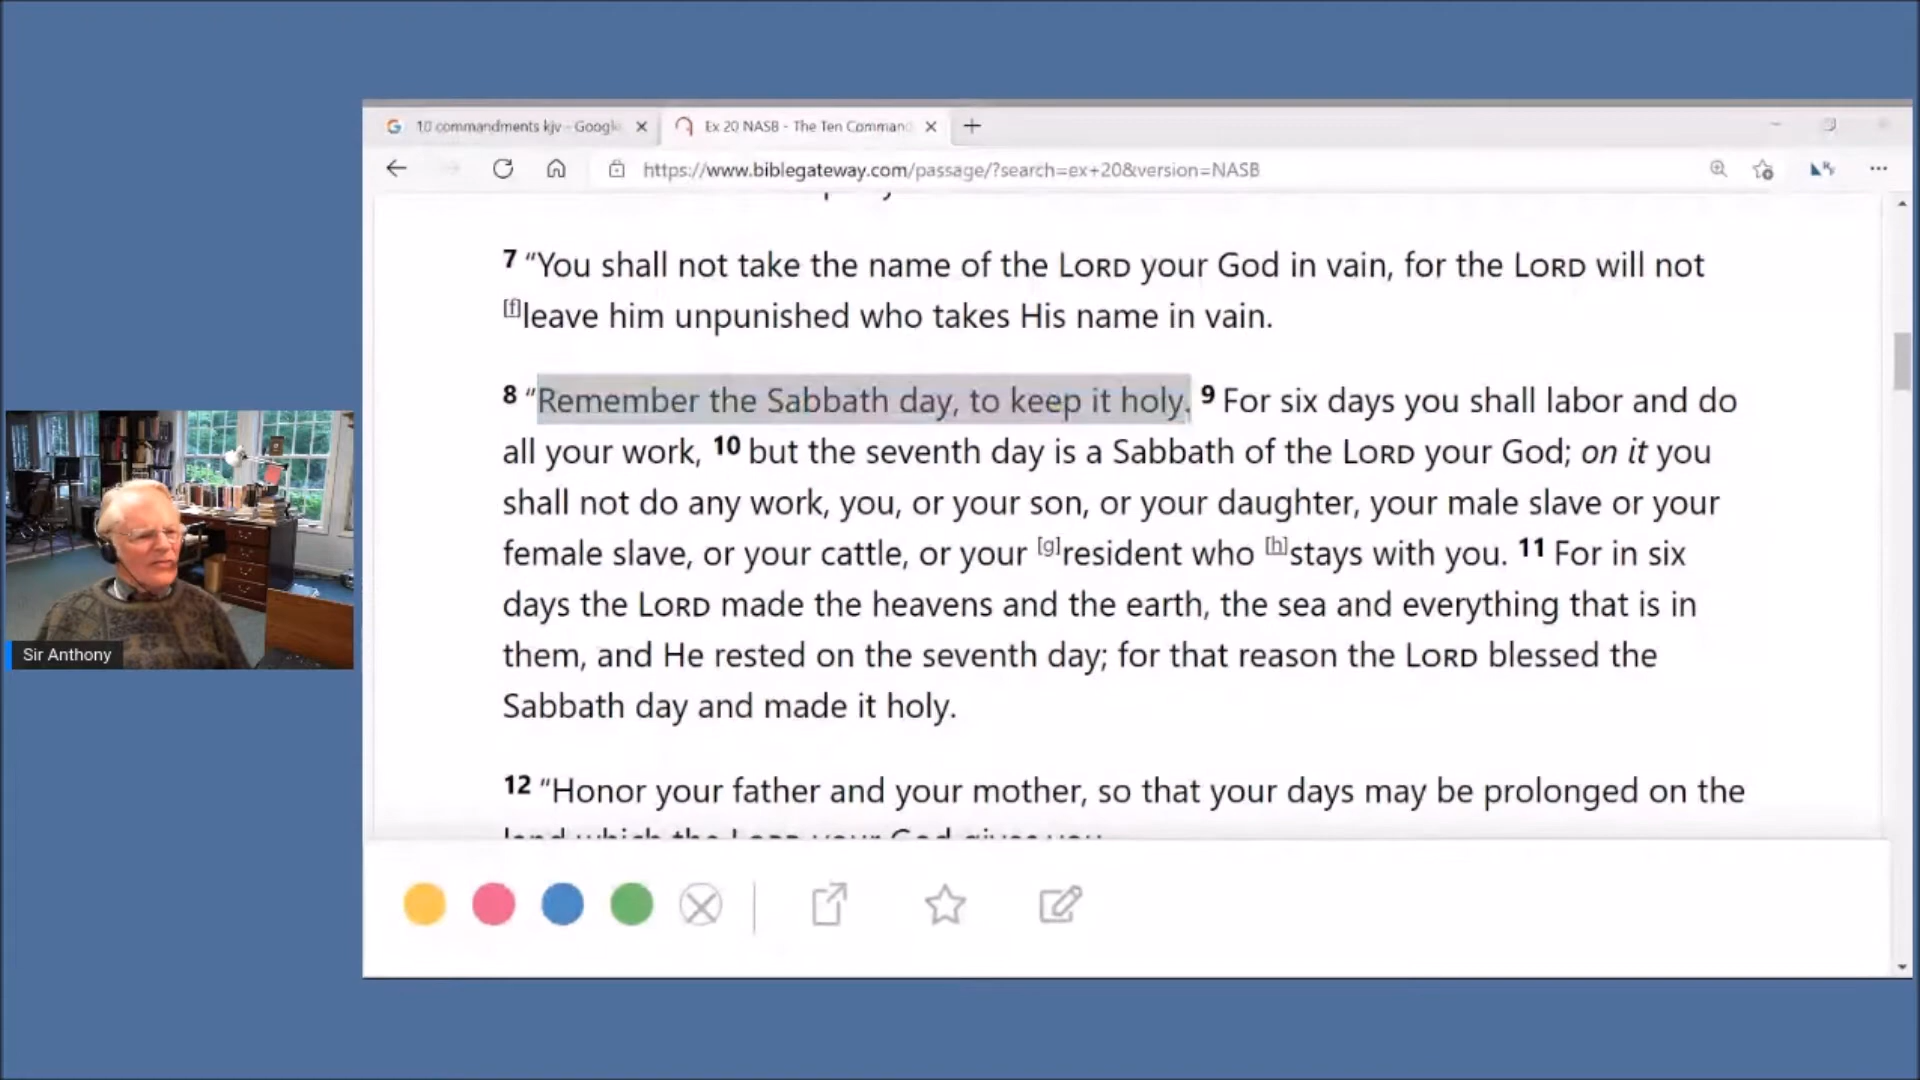 10 commandments kjv - Google
Ex 20 NASB - The Ten Command
https://www.biblegateway.com/passage/?search=ex+20&version=NASB
7 “You shall not take the name of the LORD your God in vain, for the LORD will not
[f]leave him unpunished who takes His name in vain.
8 “Remember the Sabbath day, to keep it holy. 9 For six days you shall labor and do
all your work, 10 but the seventh day is a Sabbath of the LORD your God; on it you
shall not do any work, you, or your son, or your daughter, your male slave or your
female slave, or your cattle, or your [g]resident who [h]stays with you. 11 For in six
days the LORD made the heavens and the earth, the sea and everything that is in
them, and He rested on the seventh day; for that reason the LORD blessed the
Sabbath day and made it holy.
12 “Honor your father and your mother, so that your days may be prolonged on the
land which the LORD your God gives you.
Sir Anthony